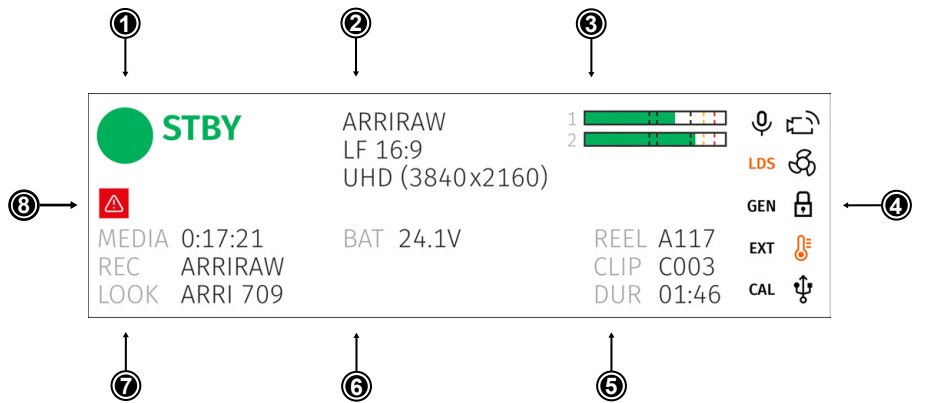 1 2 3
STBY
ARRIRAW
LF 16:9
UHD (3840x2160)
1
2
LDS
GEN
EXT
CAL
8
4
MEDIA 0:17:21
REC ARRIRAW
LOOK ARRI 709
BAT 24.1V
REEL A117
CLIP C003
DUR 01:46
7 6 5